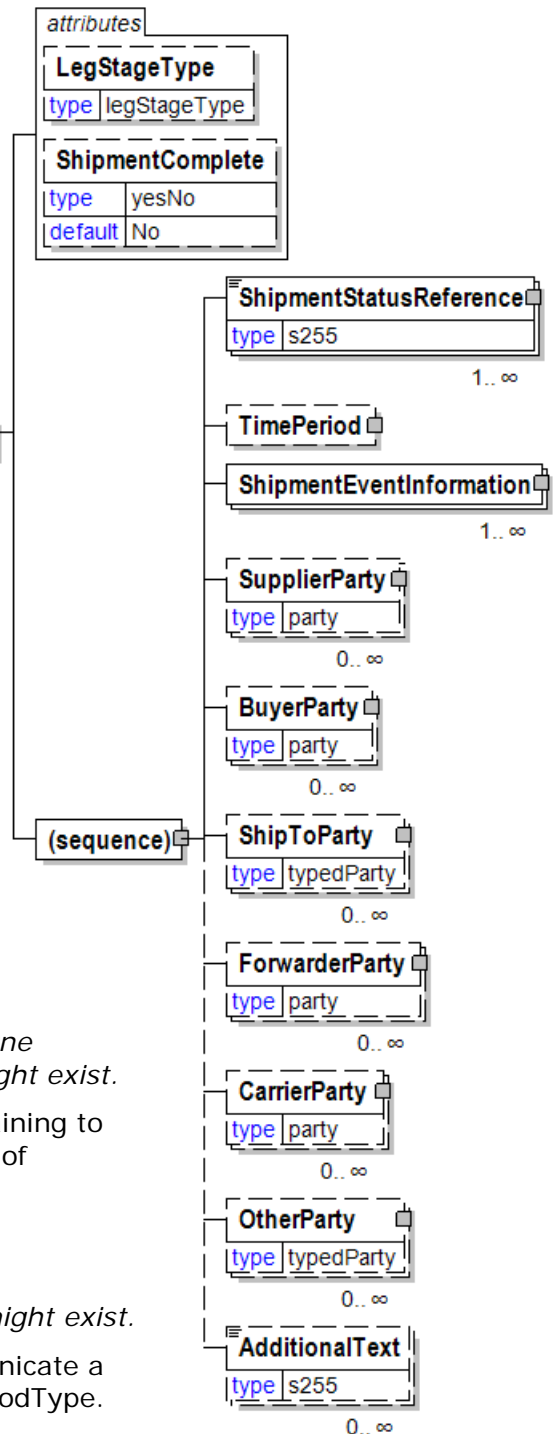 attributes
LegStageType
type legStageType
ShipmentComplete
type yesNo
default No
ShipmentStatusReference
type s255
1.. ∞
TimePeriod
ShipmentEventInformation
1.. ∞
SupplierParty
type party
0.. ∞
BuyerParty
type party
0.. ∞
(sequence)
ShipToParty
type typedParty
0.. ∞
ForwarderParty
type party
0.. ∞
CarrierParty
type party
0.. ∞
OtherParty
type typedParty
0.. ∞
AdditionalText
type s255
0.. ∞
ne
ght exist.
ining to
of
might exist.
nicate a
odType.